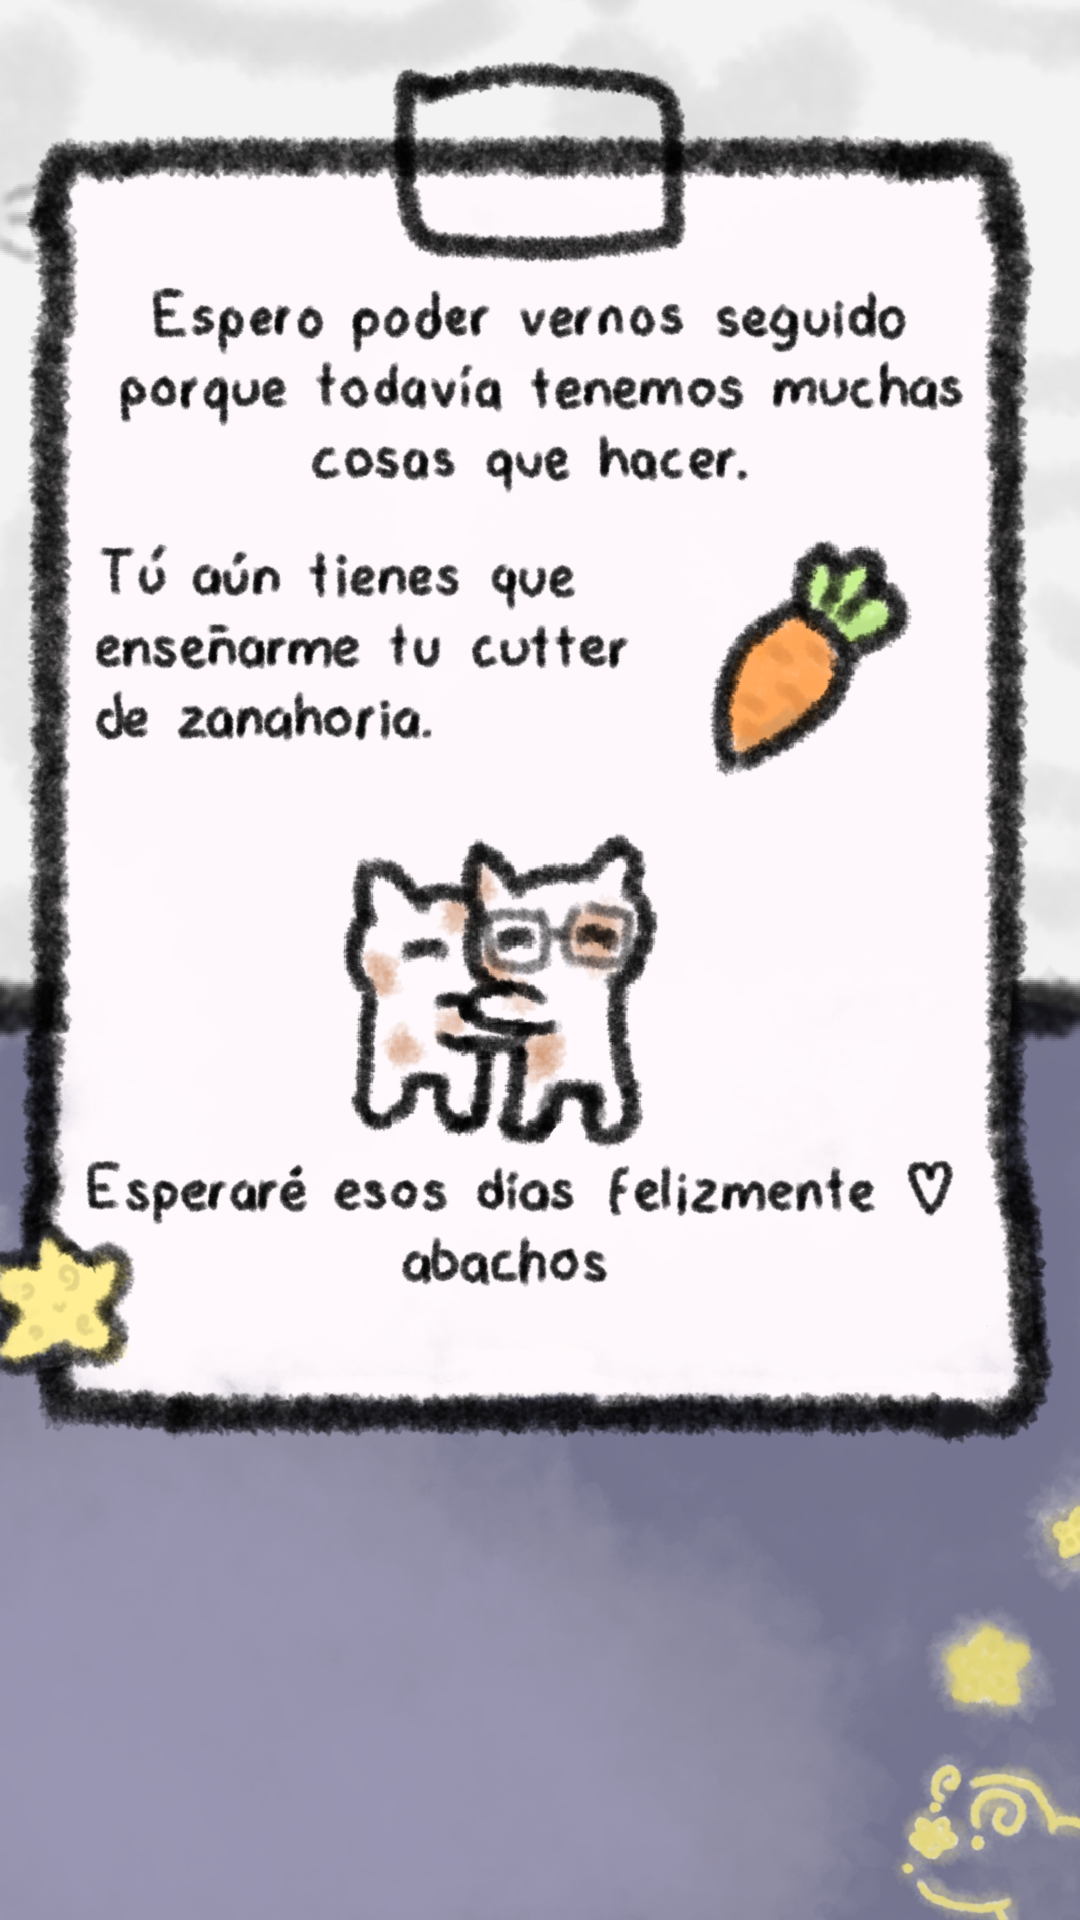 Espero poder vernos seguido
porque todavía tenemos muchas
cosas que hacer.
Tú aún tienes que
enseñarme tu cutter
de zanahoria.
Esperaré esos días felizmente ♡
abachos